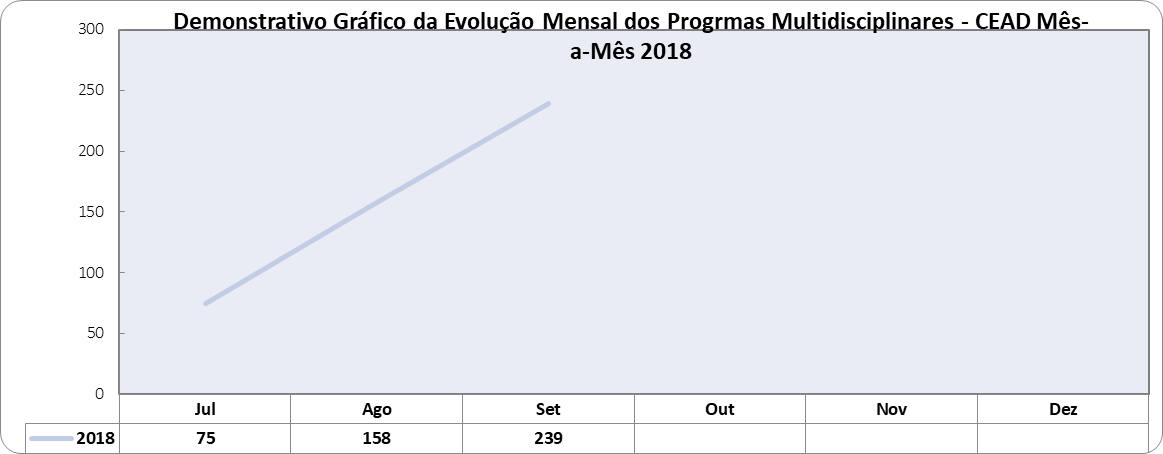 Demonstrativo Gráfico da Evolução Mensal dos Progrmas Multidisciplinares - CEAD Mês-
a-Mês 2018
300
250
200
150
100
50
0
Jul Ago Set Out Nov Dez
2018 75 158 239